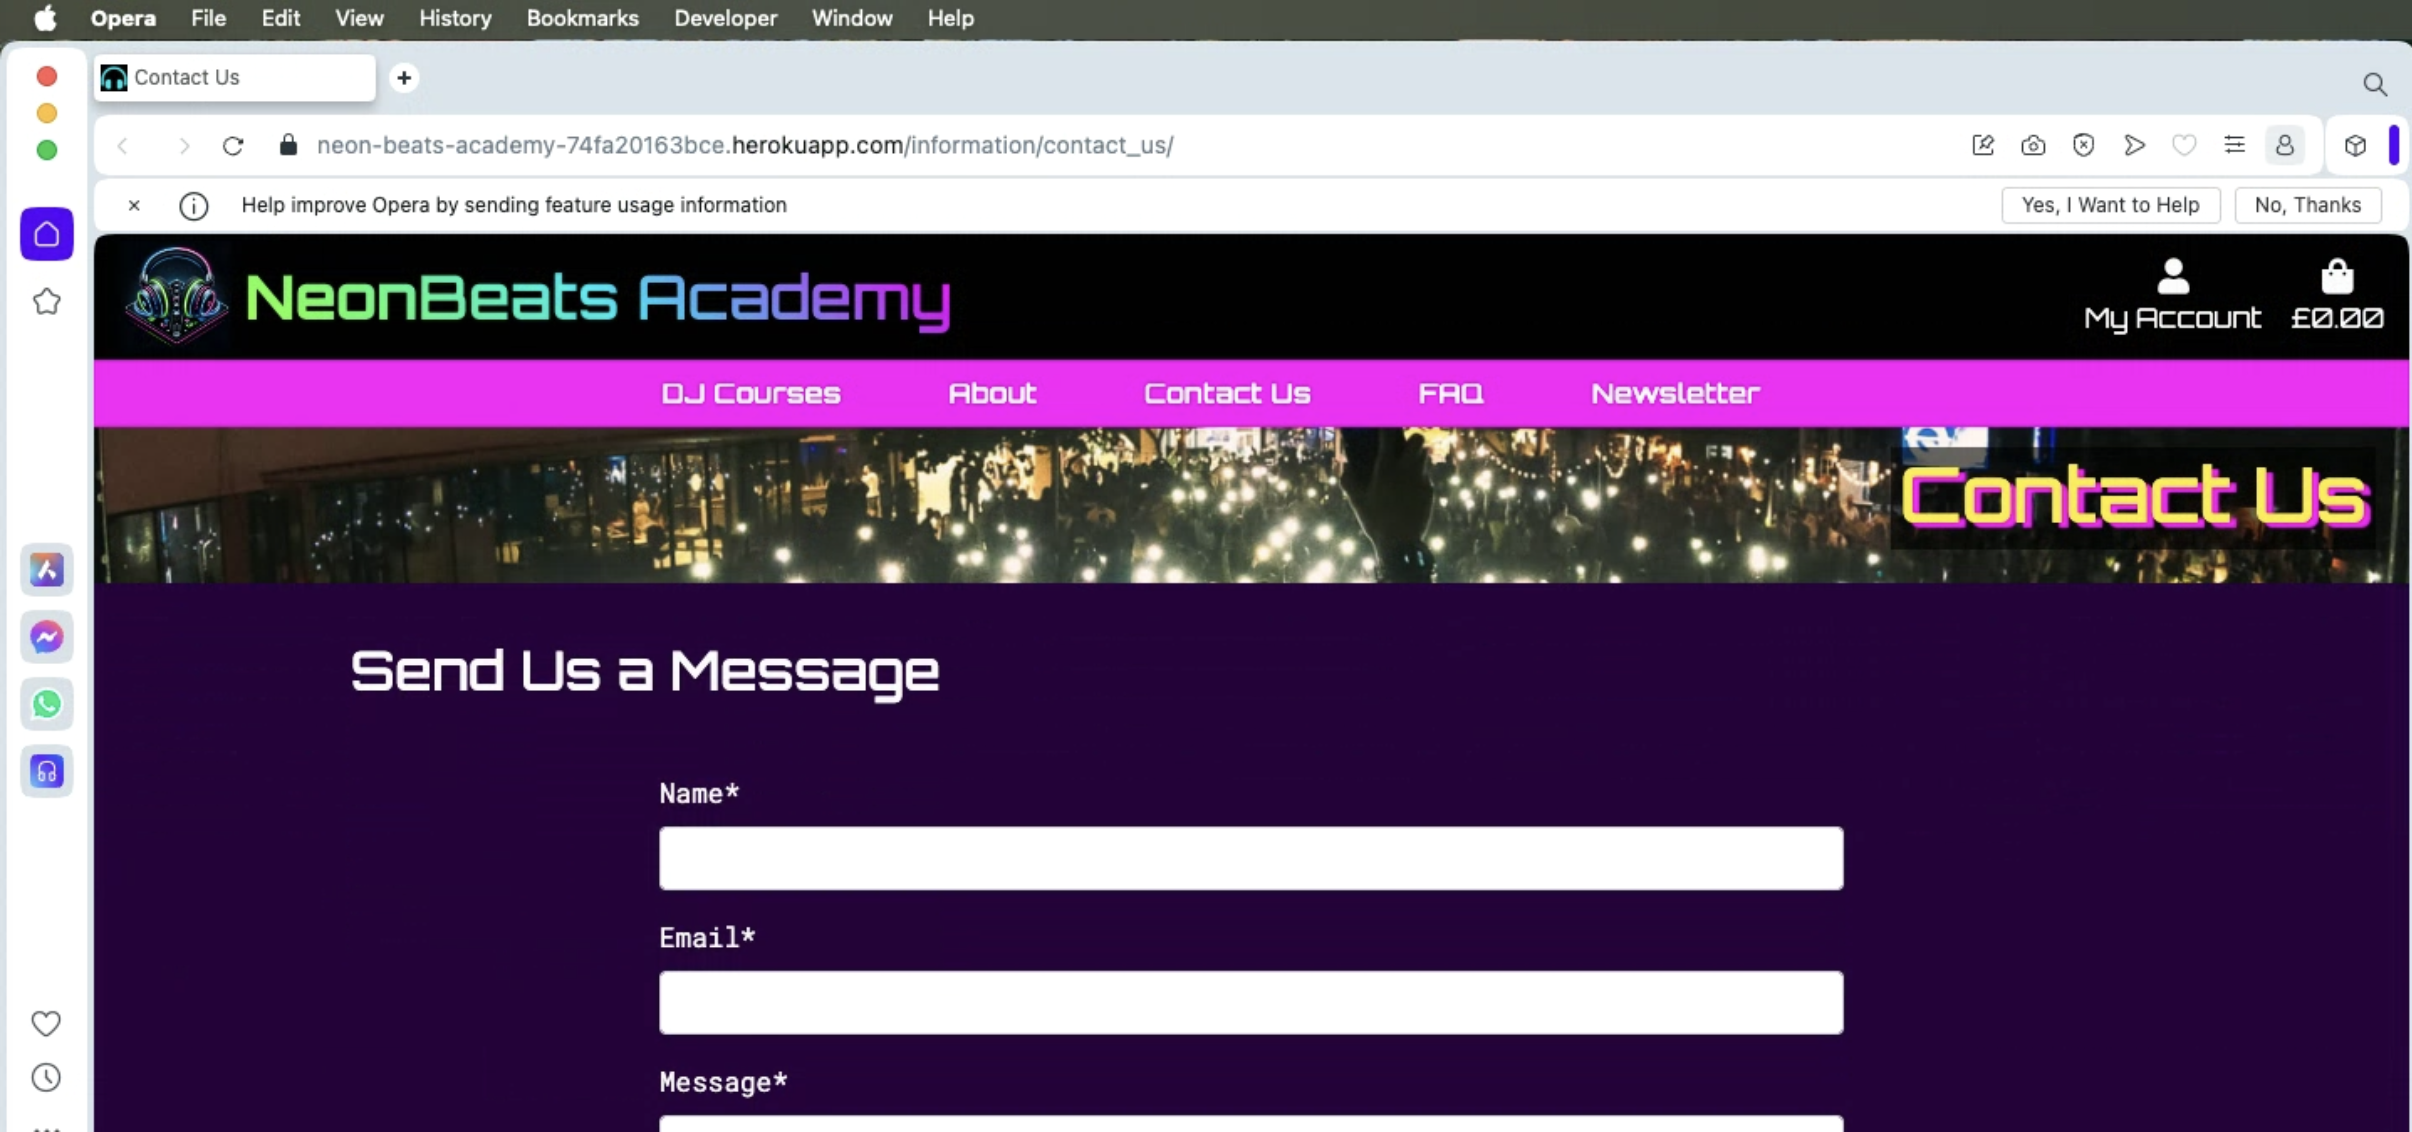 Opera File Edit View History Bookmarks Developer Window Help
Contact Us
neon-beats-academy-74fa20163bce.herokuapp.com/information/contact_us/
Help improve Opera by sending feature usage information
Yes, I Want to Help
No, Thanks
NeonBeats Academy
My Account
£0.00
DJ Courses About Contact Us FAQ Newsletter
Contact Us
Send Us a Message
Name*
Email*
Message*